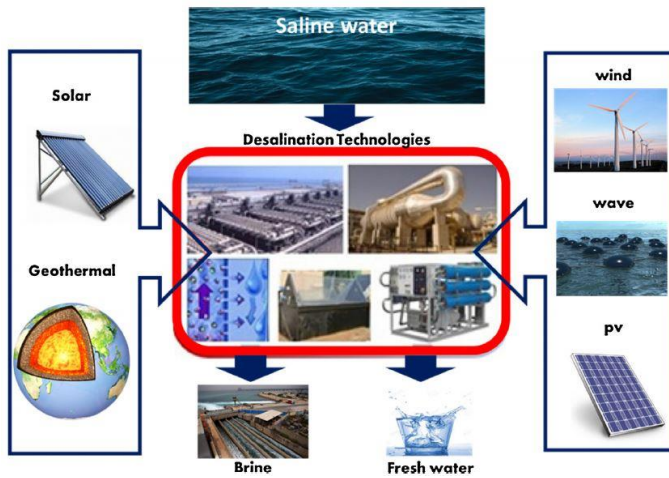 Saline water
Desalination Technologies
Solar
Geothermal
wind
wave
pv
Brine
Fresh water